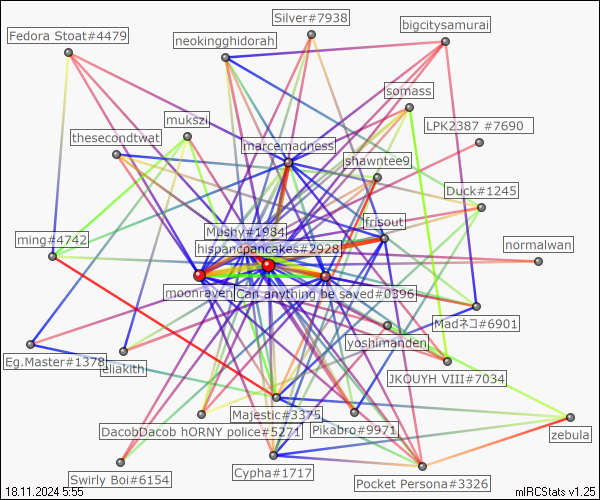 Silver#7938
bigcitysamurai
Fedora Stoat#4479
neokingghidorah
somass
mukszi
LPK2387 #7690
thesecondtwat
marcemadness
shawntee9
Duck#1245
frisout
Mushy#1984
ming#4742
hispanopancakes#2928
normalwan
moonraven
Can anything be saved#0396
Madネコ#6901
yoshimanden
Eg.Master#1378
eliakith
JKOUYH VIII#7034
Majestic#3375
DacobDacob hORNY police#5271
Pikabro#9971
zebula
Swirly Boi#6154
Cypha#1717
Pocket Persona#3326
18.11.2024 5:55
mIRCStats v1.25